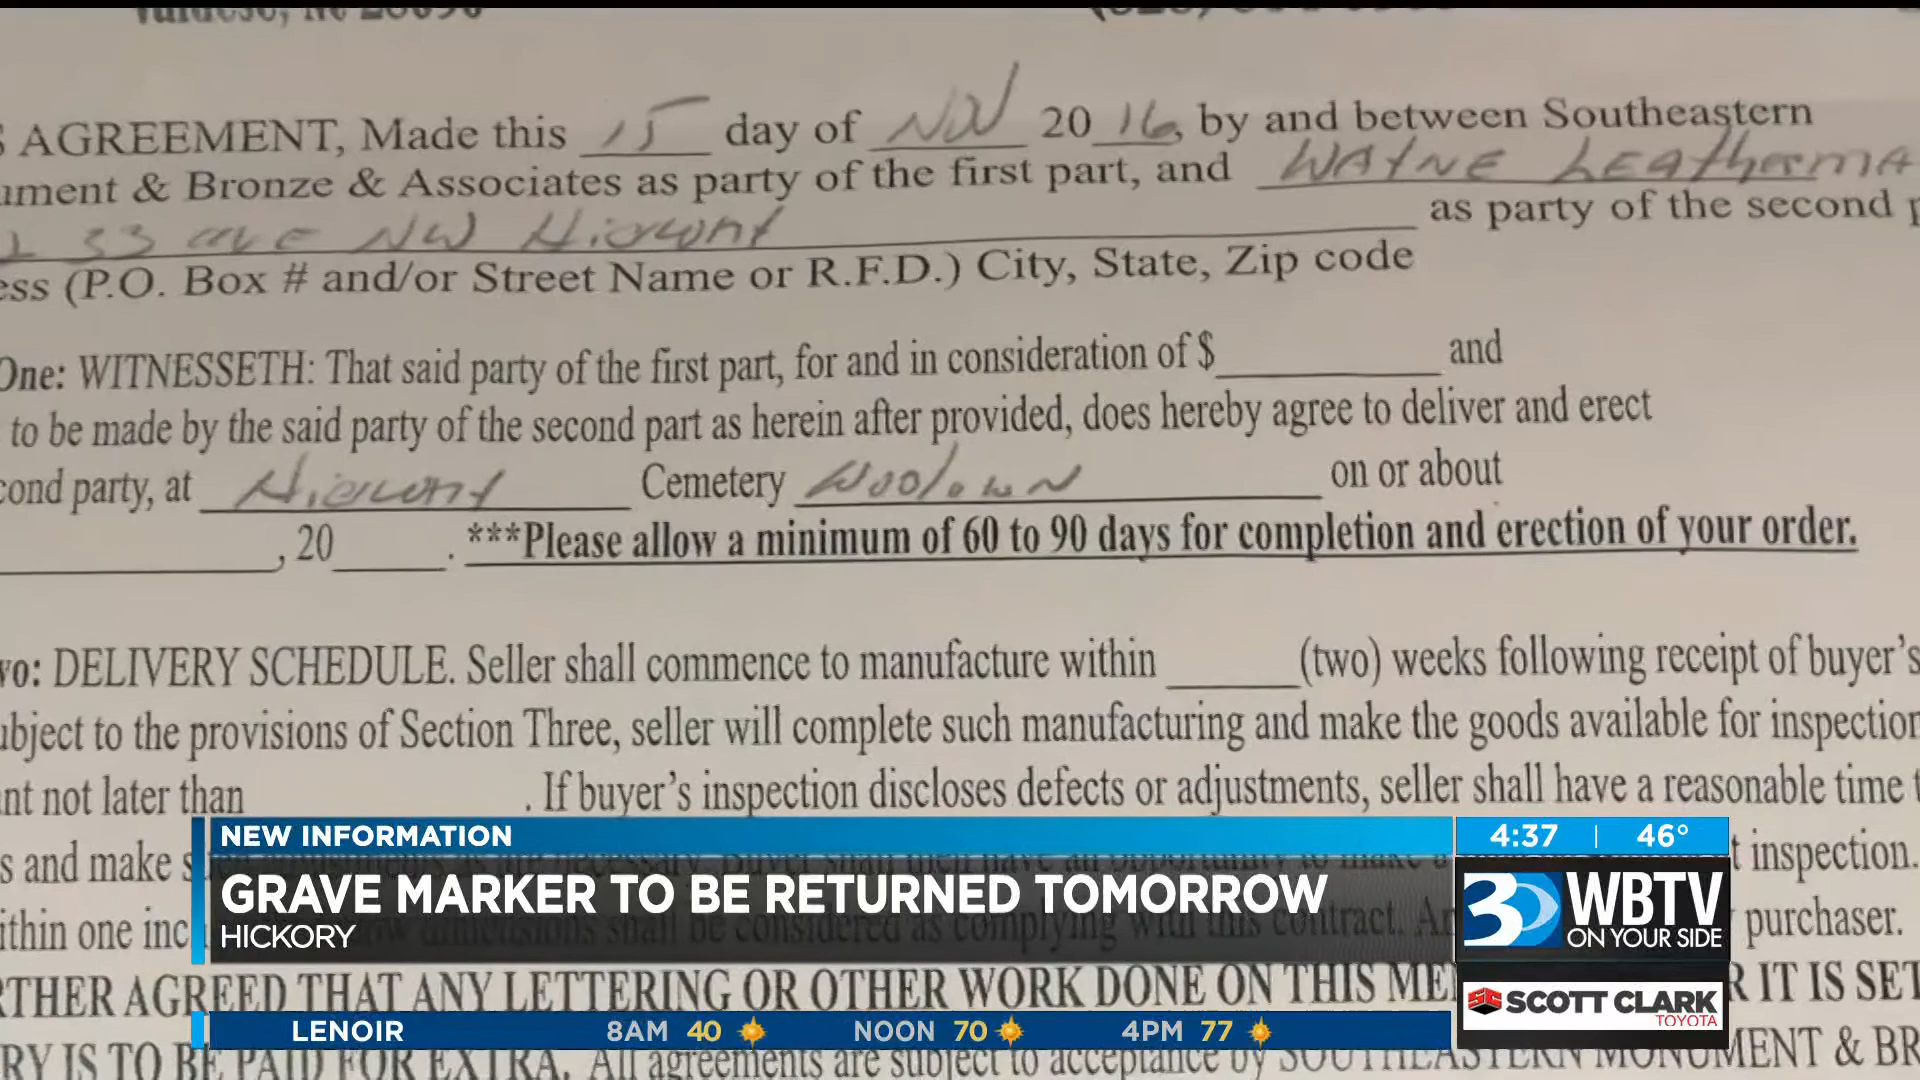 S AGREEMENT, Made this 15 day of Nov 20 16, by and between Southeastern
ument & Bronze & Associates as party of the first part, and WAYNE LEAtherMA
33 ave NW Hickory as party of the second p
ess (P.O. Box # and/or Street Name or R.F.D.) City, State, Zip code
One: WITNESSETH: That said party of the first part, for and in consideration of $ and
to be made by the said party of the second part as herein after provided, does hereby agree to deliver and erect
cond party, at Hickory Cemetery Woodlawn on or about
, 20 . ***Please allow a minimum of 60 to 90 days for completion and erection of your order.
wo: DELIVERY SCHEDULE. Seller shall commence to manufacture within (two) weeks following receipt of buyer's
ubject to the provisions of Section Three, seller will complete such manufacturing and make the goods available for inspection
nt not later than . If buyer's inspection discloses defects or adjustments, seller shall have a reasonable time t
s and make s t inspection.
ithin one inc purchaser.
NEW INFORMATION
GRAVE MARKER TO BE RETURNED TOMORROW
HICKORY
4:37 | 46°
3 WBTV
ON YOUR SIDE
RTHER AGREED THAT ANY LETTERING OR OTHER WORK DONE ON THIS ME R IT IS SET
SCOTT CLARK
TOYOTA
LENOIR 8AM 40 NOON 70 4PM 77
RY IS TO BE PAID FOR EXTRA. All agreements are subject to acceptance by SOUTHEASTERN MONUMENT & BR